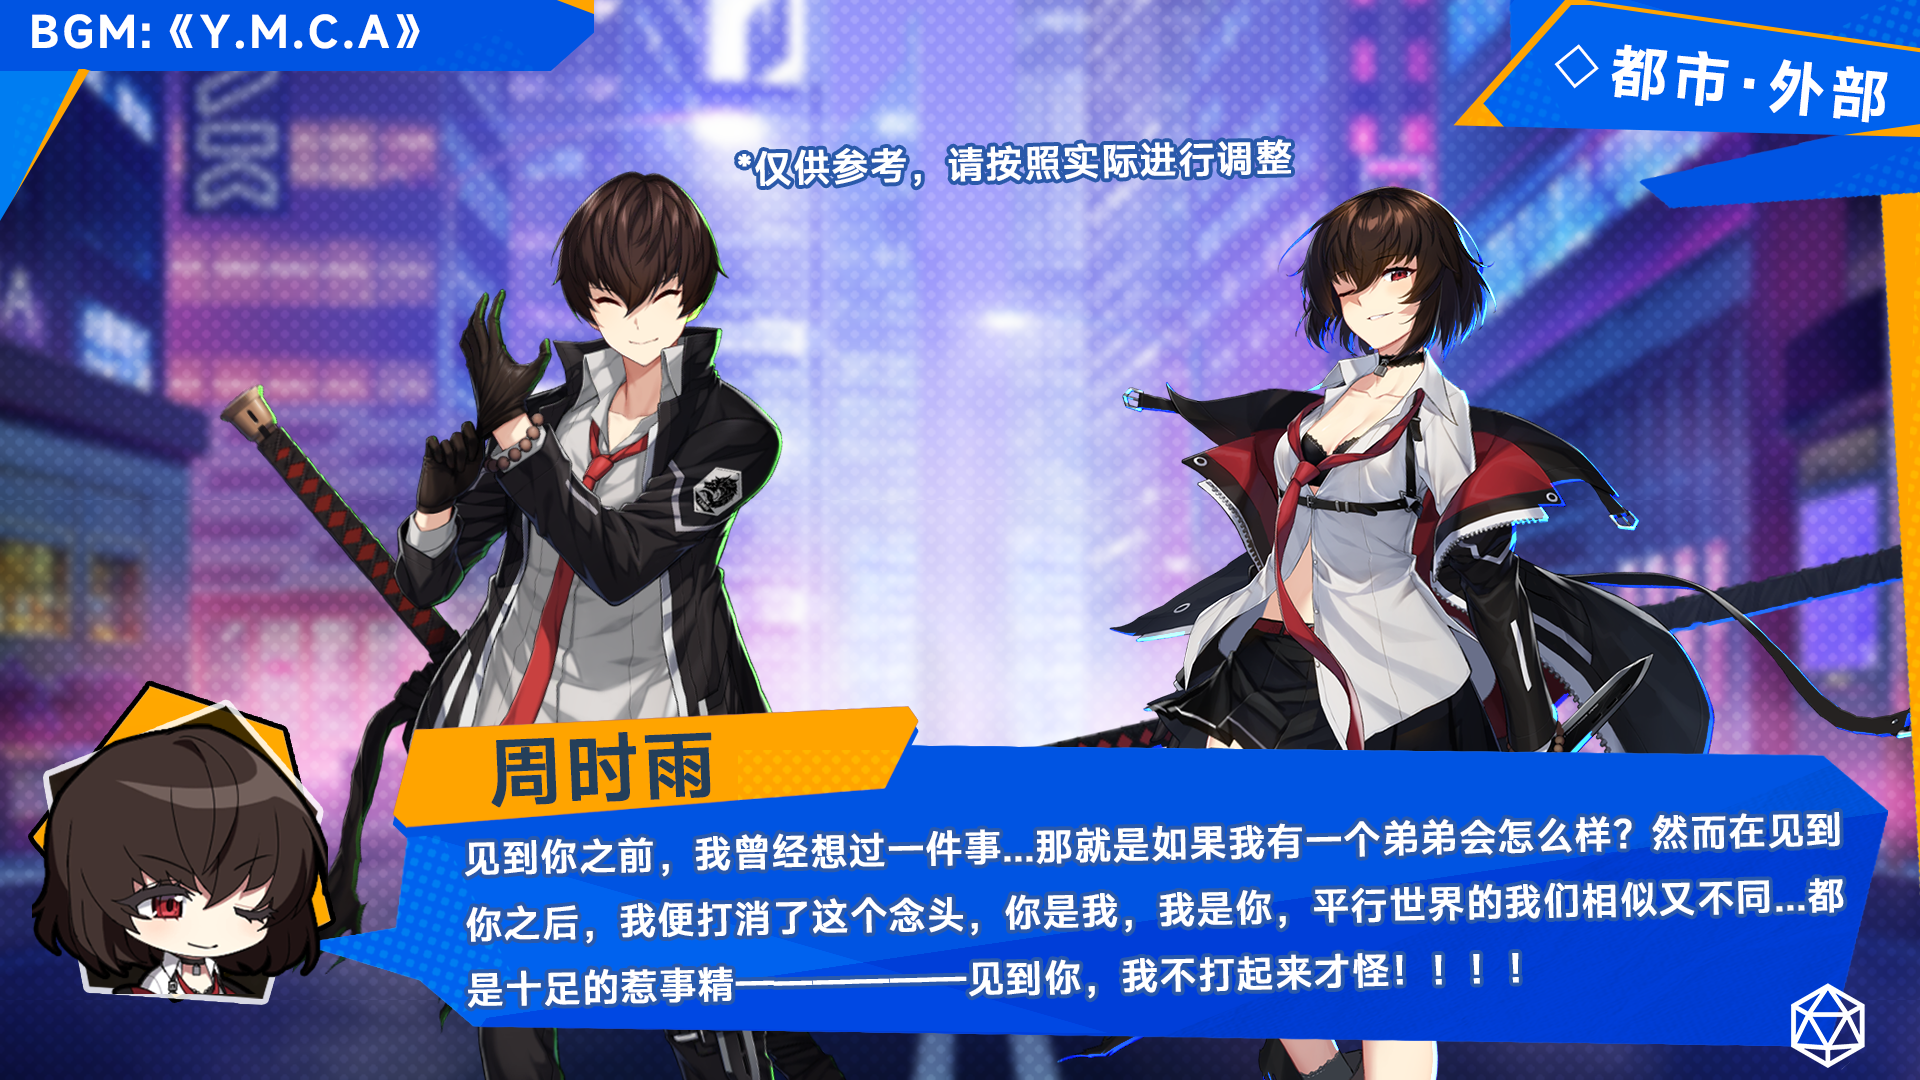 BGM:《Y.M.C.A》
◇都市·外部
*仅供参考，请按照实际进行调整
周时雨
见到你之前，我曾经想过一件事...那就是如果我有一个弟弟会怎么样？然而在见到
你之后，我便打消了这个念头，你是我，我是你，平行世界的我们相似又不同...都
是十足的惹事精——————见到你，我不打起来才怪！！！！